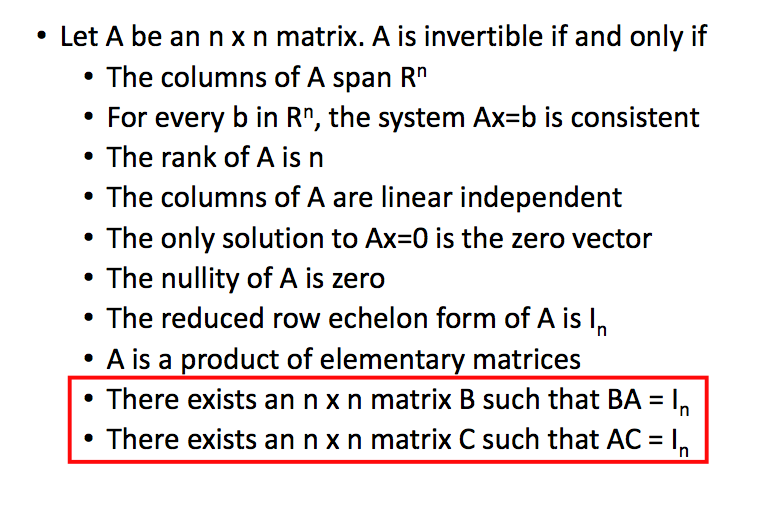 • Let A be an n x n matrix. A is invertible if and only if
• The columns of A span Rⁿ
• For every b in Rⁿ, the system Ax=b is consistent
• The rank of A is n
• The columns of A are linear independent
• The only solution to Ax=0 is the zero vector
• The nullity of A is zero
• The reduced row echelon form of A is Iₙ
• A is a product of elementary matrices
• There exists an n x n matrix B such that BA = Iₙ
• There exists an n x n matrix C such that AC = Iₙ